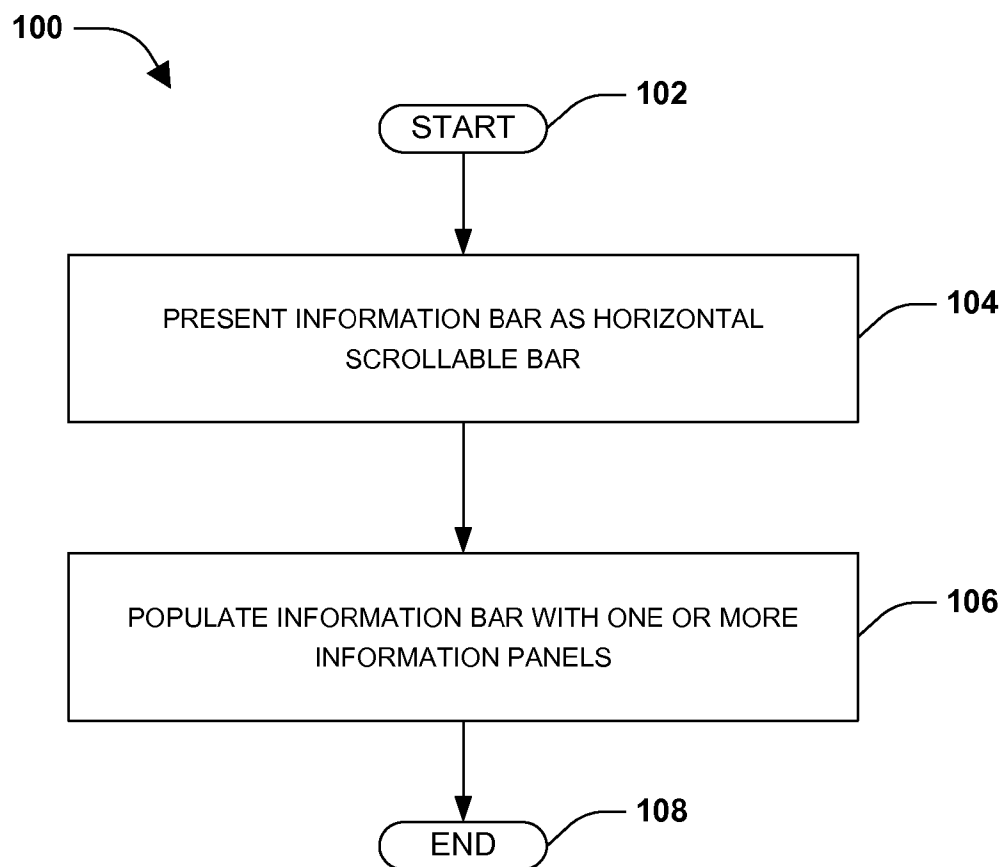 100
102
START
PRESENT INFORMATION BAR AS HORIZONTAL
SCROLLABLE BAR
104
POPULATE INFORMATION BAR WITH ONE OR MORE
INFORMATION PANELS
106
108
END